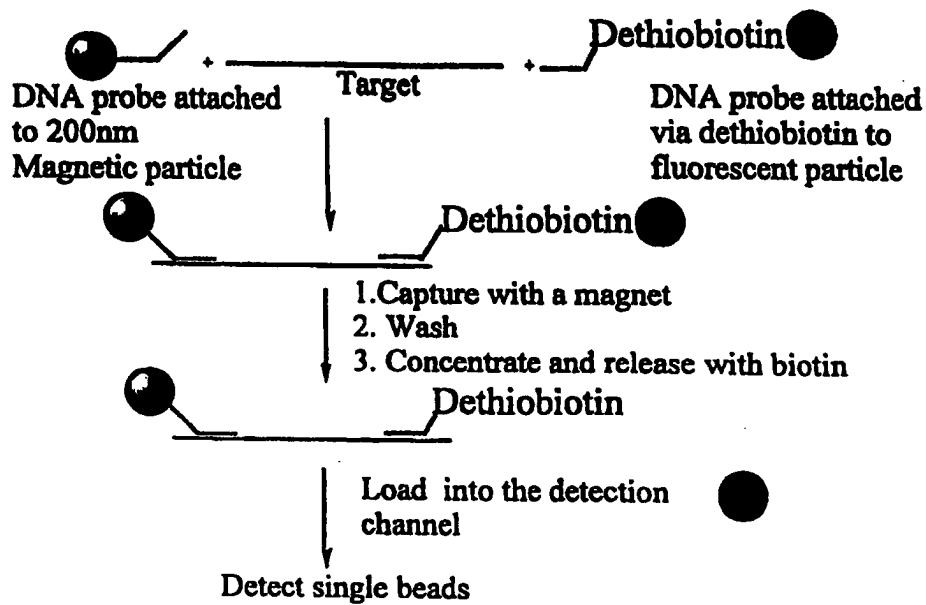 Dethiobiotin
+
+
Target
DNA probe attached
to 200nm
Magnetic particle
DNA probe attached
via dethiobiotin to
fluorescent particle
Dethiobiotin
1.Capture with a magnet
2. Wash
3. Concentrate and release with biotin
Dethiobiotin
Load into the detection
channel
Detect single beads